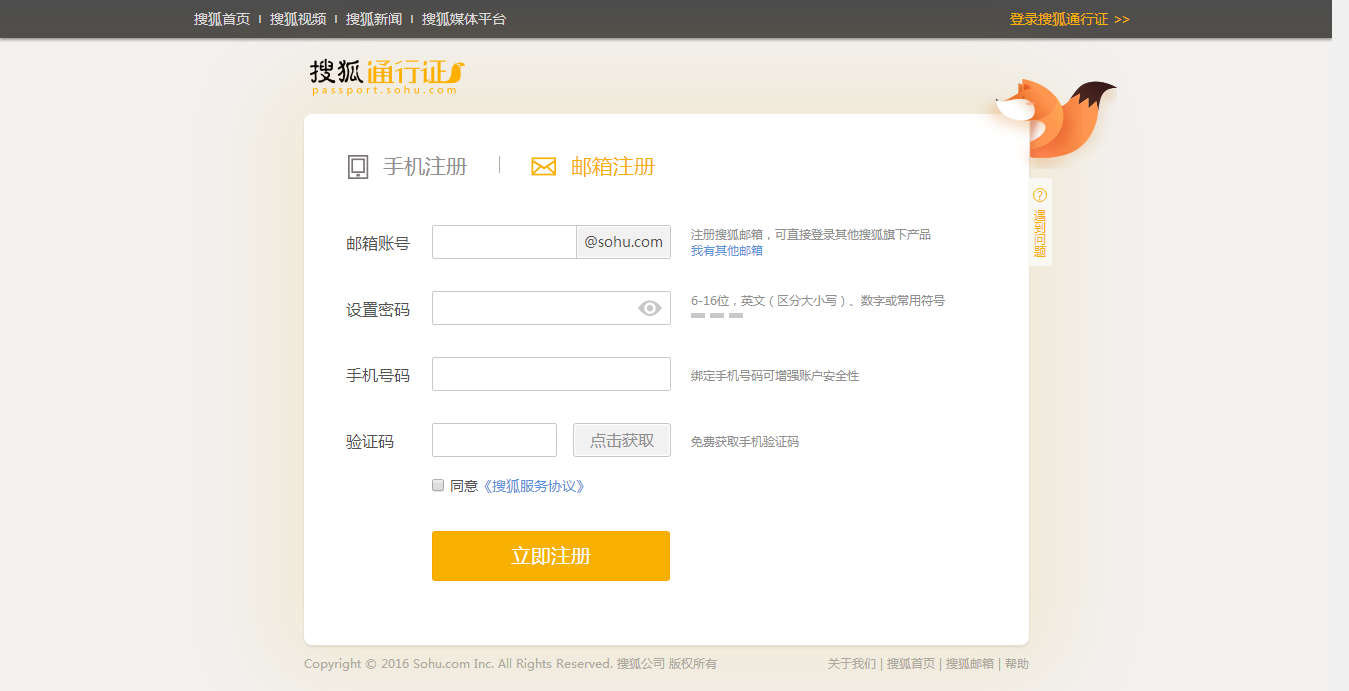 搜狐首页 搜狐视频 搜狐新闻 搜狐媒体平台 登录搜狐通行证 >>
搜狐 通行证
passport.sohu.com
手机注册 邮箱注册
? 遇到问题
邮箱账号 @sohu.com 注册搜狐邮箱，可直接登录其他搜狐旗下产品
我有其他邮箱
设置密码 6-16位，英文（区分大小写）、数字或常用符号
手机号码 绑定手机号码可增强账户安全性
验证码 点击获取 免费获取手机验证码
同意《搜狐服务协议》
立即注册
Copyright © 2016 Sohu.com Inc. All Rights Reserved. 搜狐公司 版权所有 关于我们 | 搜狐首页 | 搜狐邮箱 | 帮助